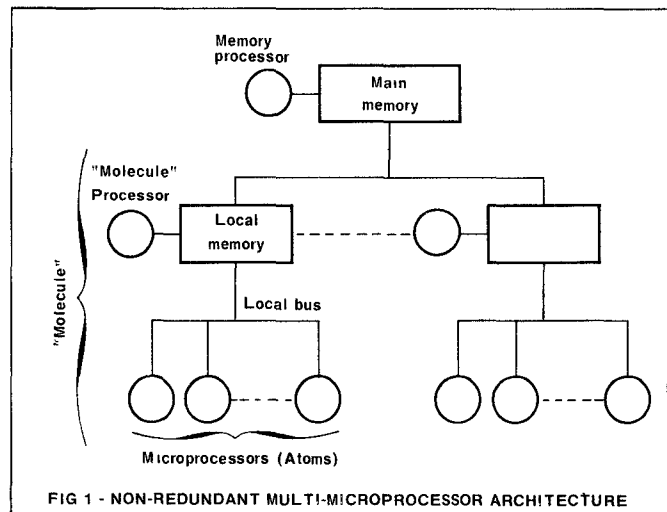 Memory
processor
Main
memory
"Molecule"
Processor
Local
memory
"Molecule"
Local bus
Microprocessors (Atoms)
FIG 1 - NON-REDUNDANT MULTI-MICROPROCESSOR ARCHITECTURE